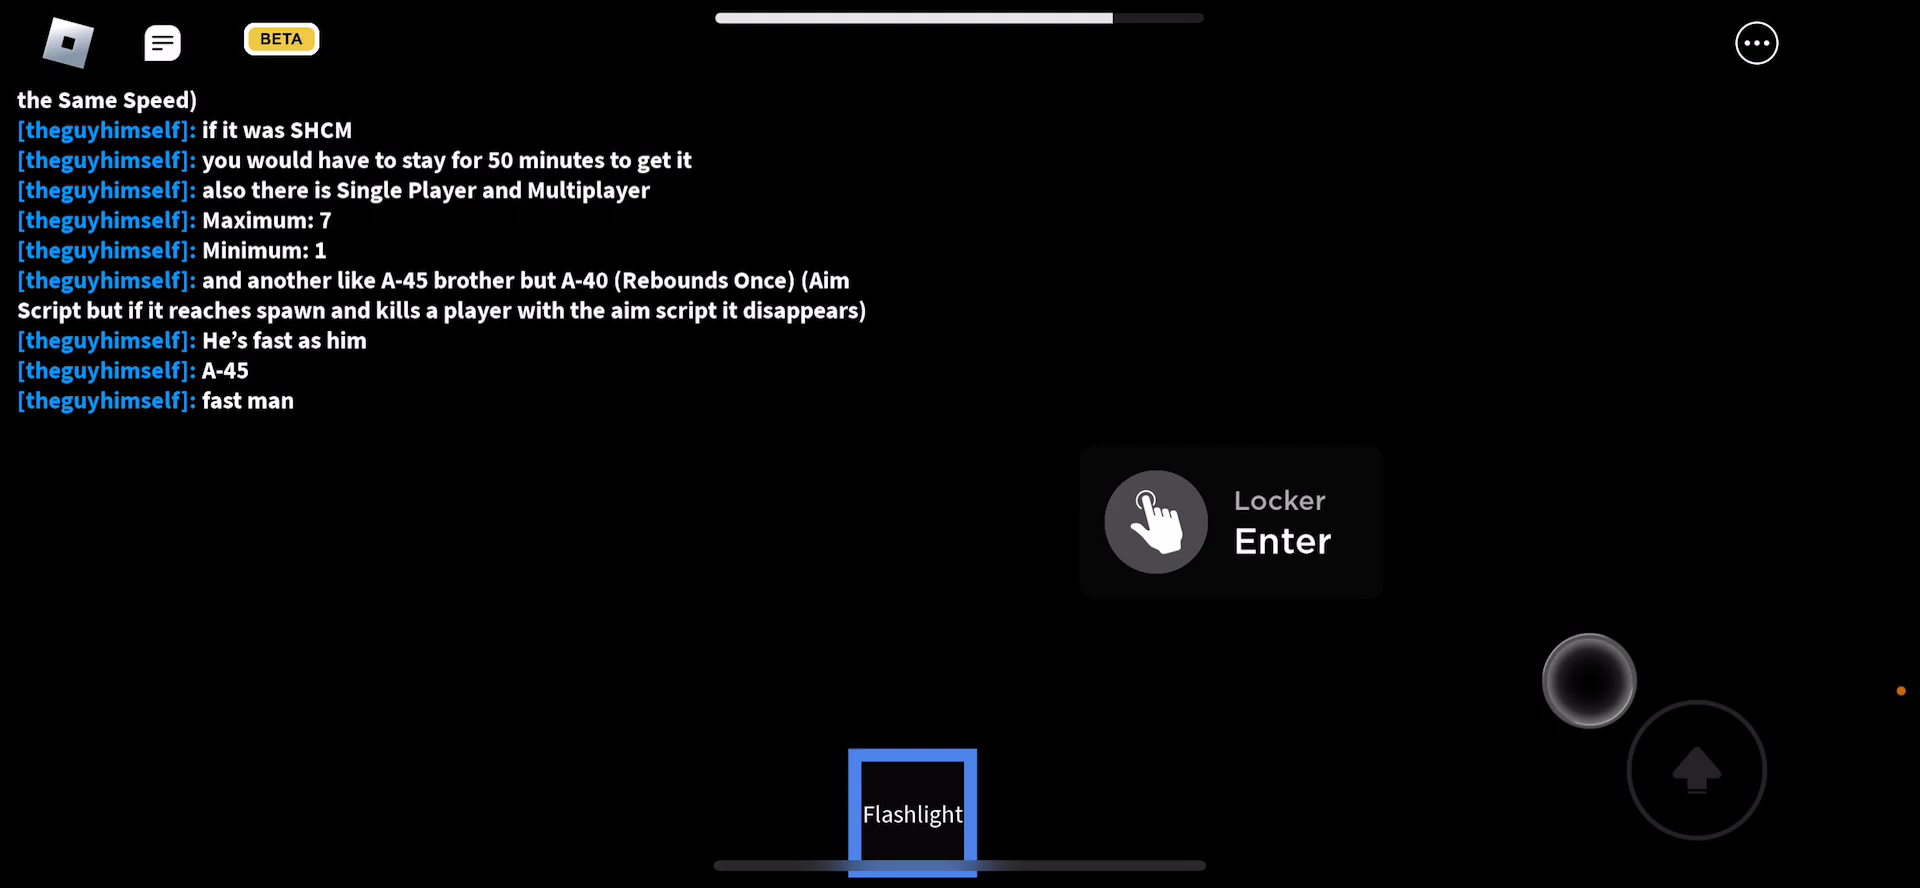 BETA
the Same Speed)
[theguyhimself]: if it was SHCM
[theguyhimself]: you would have to stay for 50 minutes to get it
[theguyhimself]: also there is Single Player and Multiplayer
[theguyhimself]: Maximum: 7
[theguyhimself]: Minimum: 1
[theguyhimself]: and another like A-45 brother but A-40 (Rebounds Once) (Aim
Script but if it reaches spawn and kills a player with the aim script it disappears)
[theguyhimself]: He’s fast as him
[theguyhimself]: A-45
[theguyhimself]: fast man
Locker
Enter
Flashlight